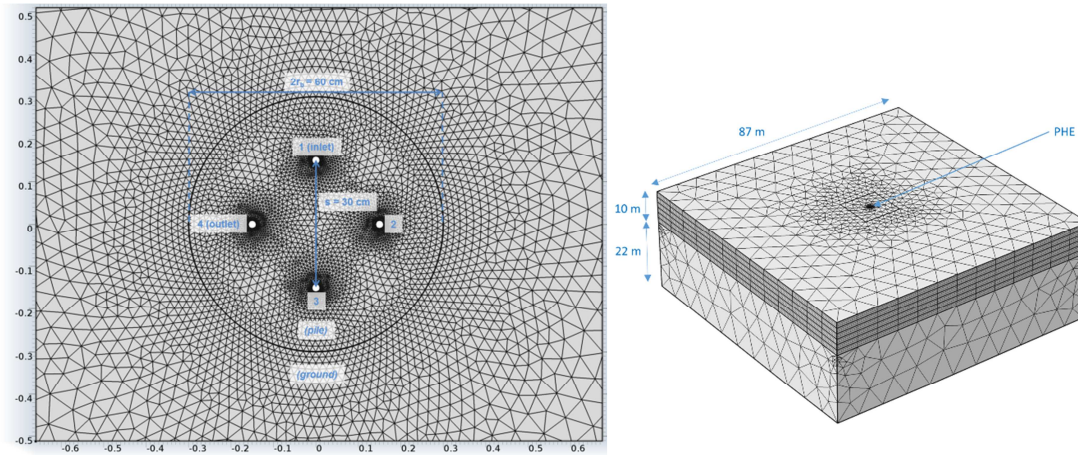 0.5
0.4
0.3
0.2
0.1
0
-0.1
-0.2
-0.3
-0.4
-0.5
-0.6
-0.5
-0.4
-0.3
-0.2
-0.1
0
0.1
0.2
0.3
0.4
0.5
0.6
2rb = 60 cm
1 (inlet)
s = 30 cm
4 (outlet)
2
3
(pile)
(ground)
87 m
PHE
10 m
22 m